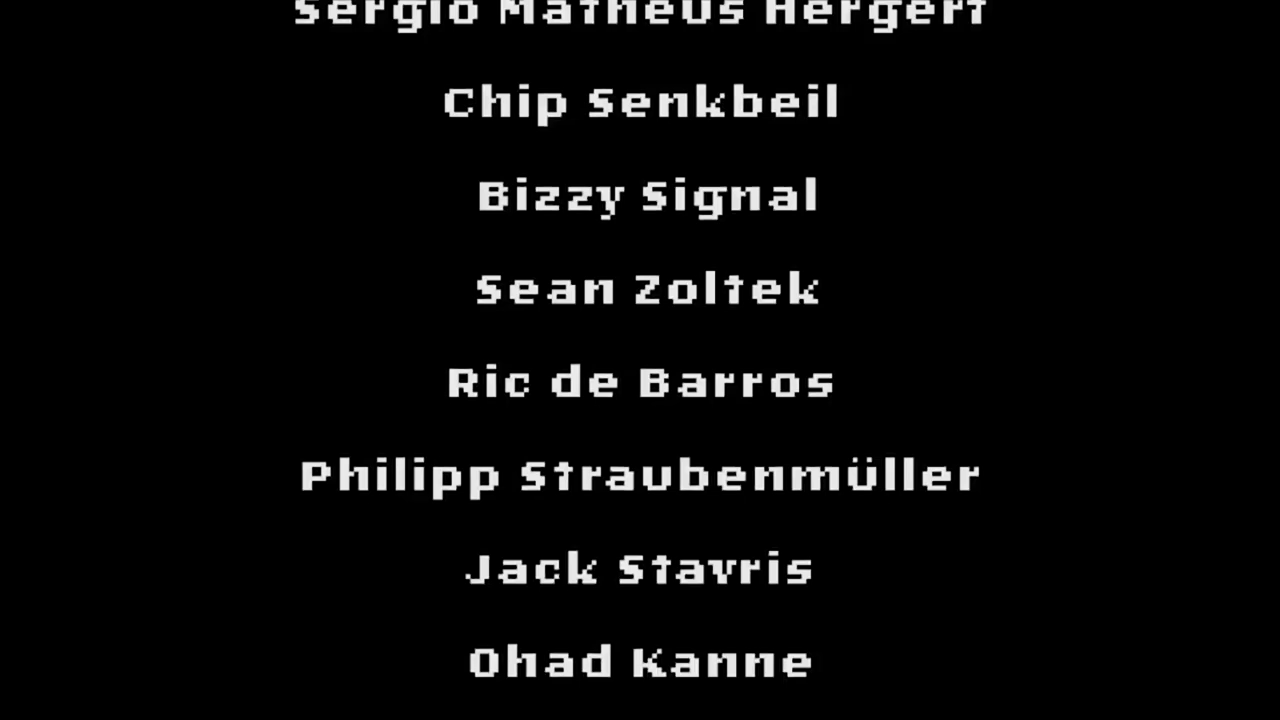 Sergio Matheus Hergert
Chip Senkbeil
Bizzy Signal
Sean Zoltek
Ric de Barros
Philipp Straubenmüller
Jack Stavris
Ohad Kanne